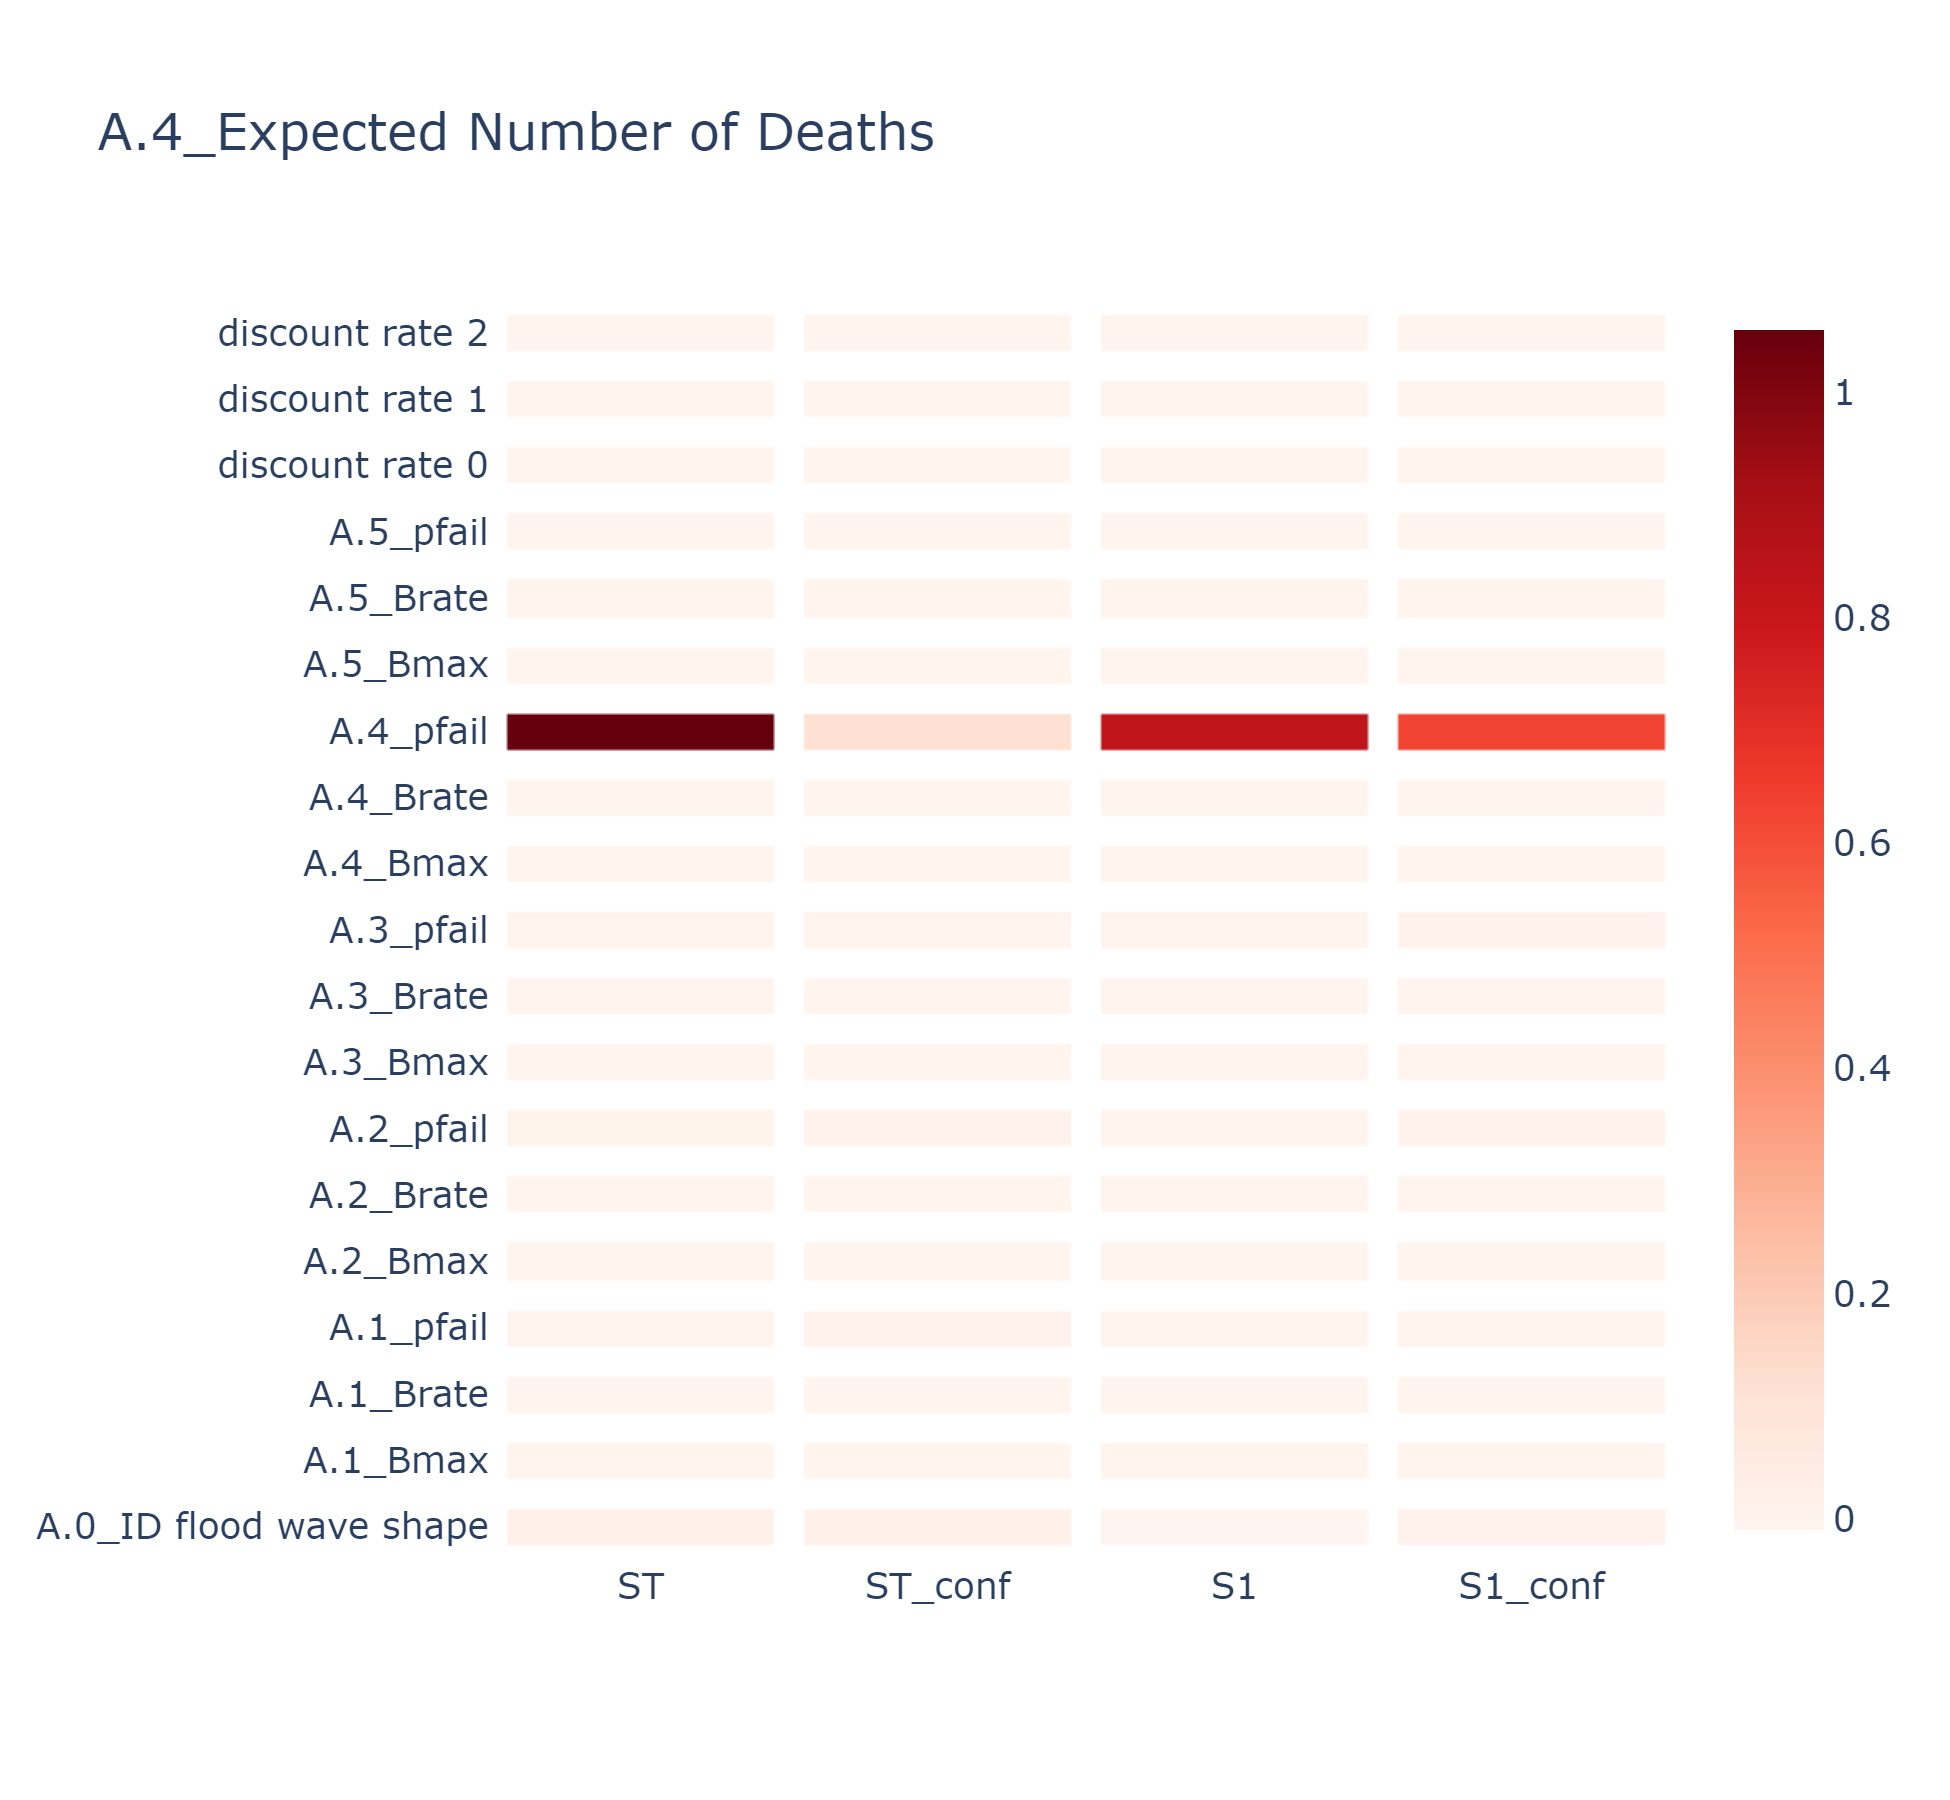 A.4_Expected Number of Deaths
discount rate 2
discount rate 1
discount rate 0
A.5_pfail
A.5_Brate
A.5_Bmax
A.4_pfail
A.4_Brate
A.4_Bmax
A.3_pfail
A.3_Brate
A.3_Bmax
A.2_pfail
A.2_Brate
A.2_Bmax
A.1_pfail
A.1_Brate
A.1_Bmax
A.0_ID flood wave shape
ST ST_conf S1 S1_conf
1
0.8
0.6
0.4
0.2
0